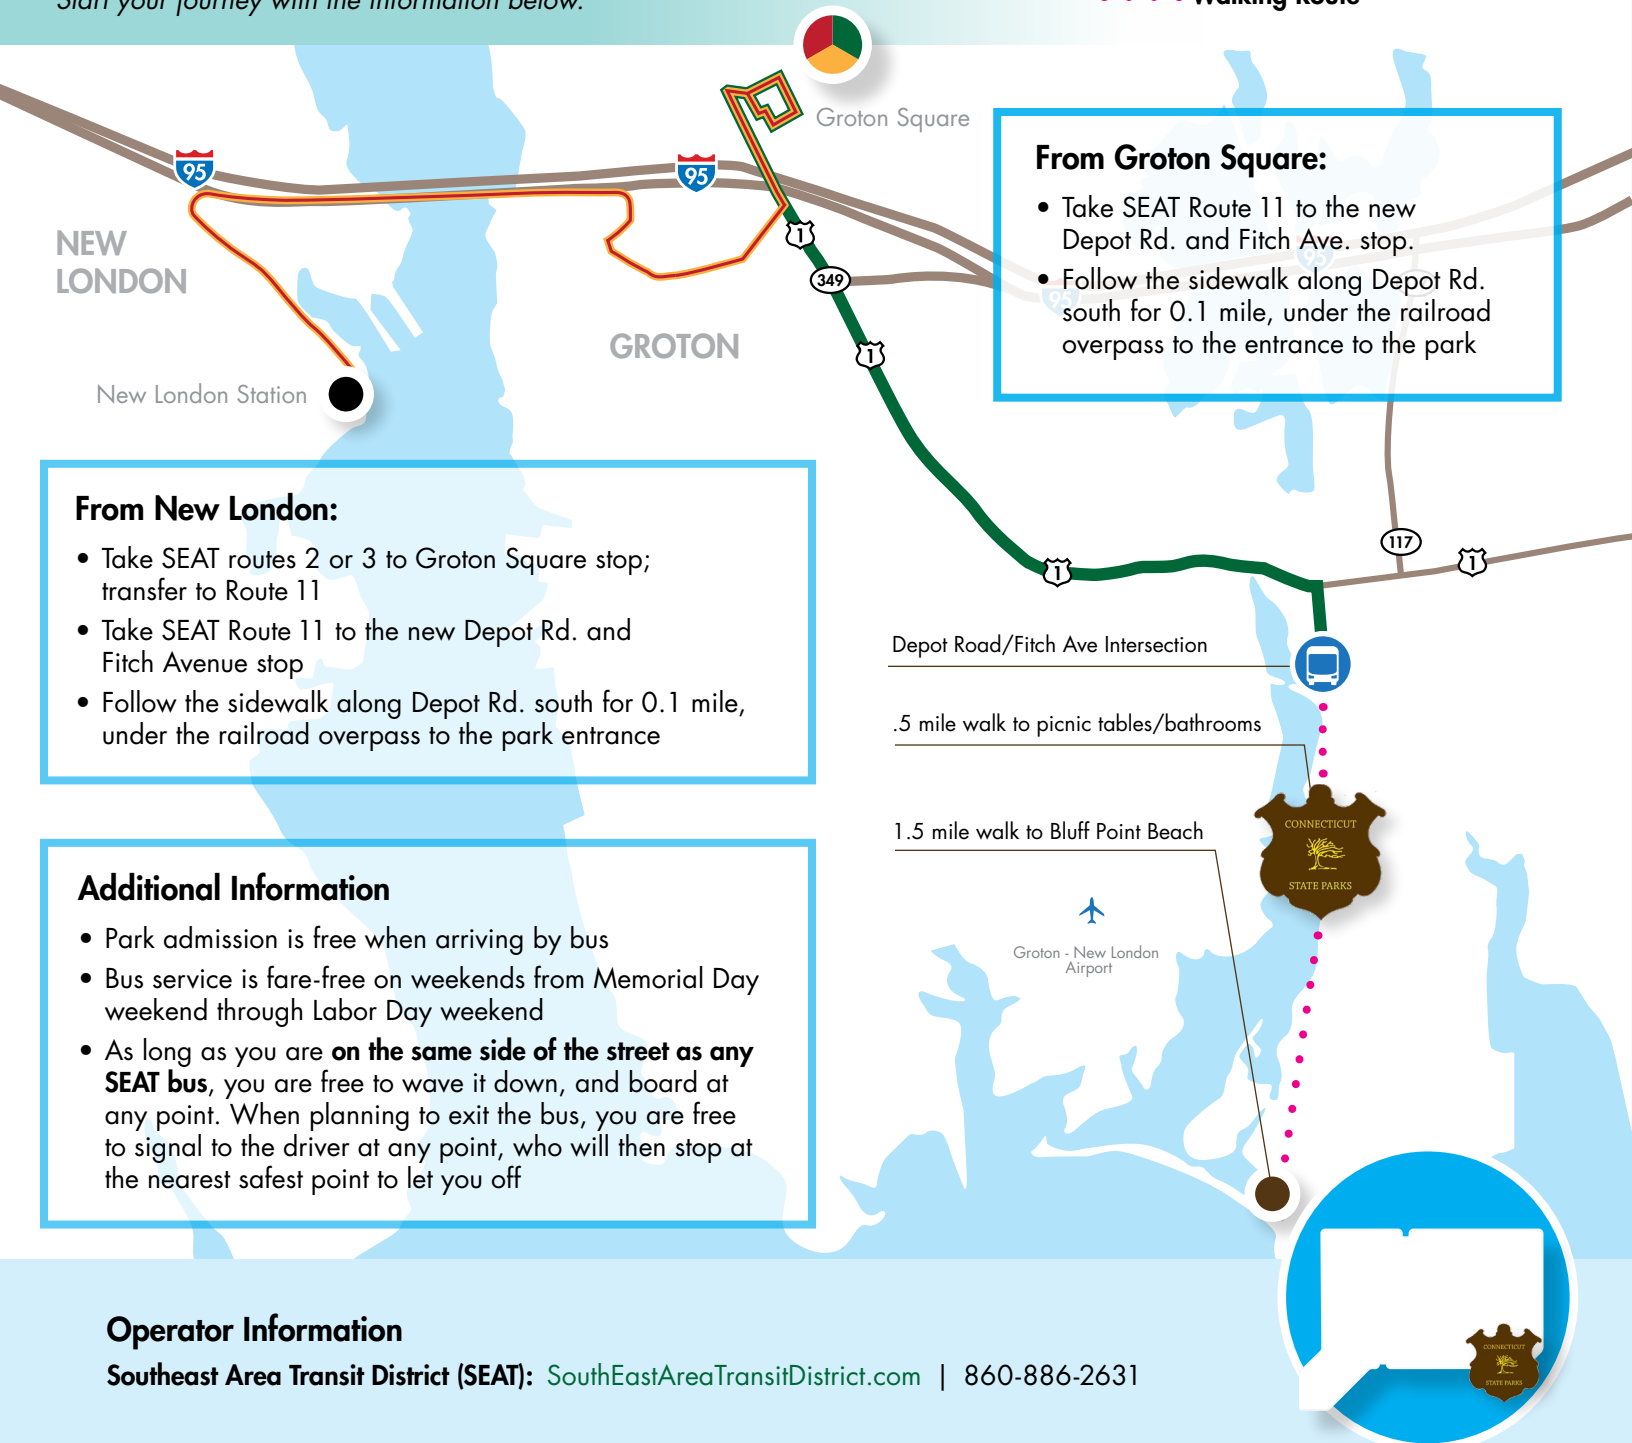 Start your journey with the information below.
Walking Route
Groton Square
From Groton Square:
• Take SEAT Route 11 to the new
Depot Rd. and Fitch Ave. stop.
• Follow the sidewalk along Depot Rd.
south for 0.1 mile, under the railroad
overpass to the entrance to the park
95
95
95
95
NEW
LONDON
1
349
1
GROTON
New London Station
117
1
1
From New London:
• Take SEAT routes 2 or 3 to Groton Square stop;
transfer to Route 11
• Take SEAT Route 11 to the new Depot Rd. and
Fitch Avenue stop
• Follow the sidewalk along Depot Rd. south for 0.1 mile,
under the railroad overpass to the park entrance
Depot Road/Fitch Ave Intersection
.5 mile walk to picnic tables/bathrooms
1.5 mile walk to Bluff Point Beach
CONNECTICUT
STATE PARKS
Groton - New London
Airport
Additional Information
• Park admission is free when arriving by bus
• Bus service is fare-free on weekends from Memorial Day
weekend through Labor Day weekend
• As long as you are on the same side of the street as any
SEAT bus, you are free to wave it down, and board at
any point. When planning to exit the bus, you are free
to signal to the driver at any point, who will then stop at
the nearest safest point to let you off
Operator Information
Southeast Area Transit District (SEAT): SouthEastAreaTransitDistrict.com | 860-886-2631
CONNECTICUT
STATE PARKS